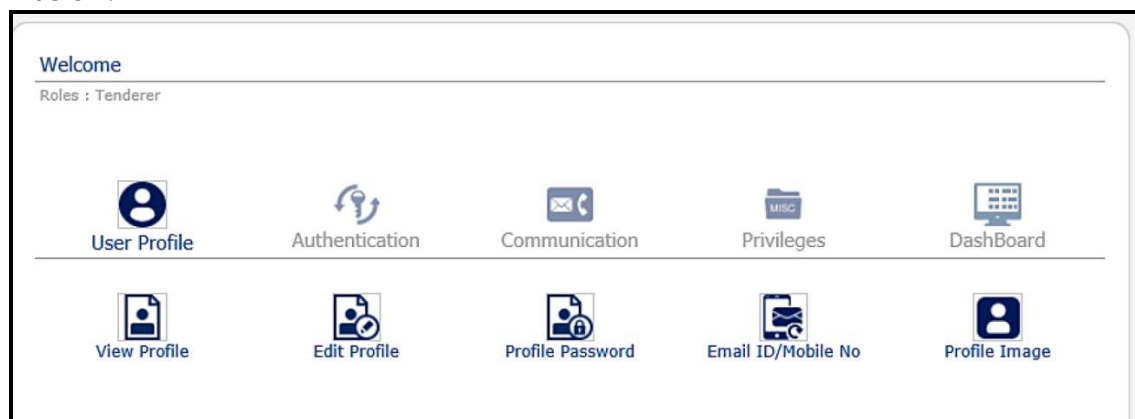 Welcome
Roles : Tenderer
MISC
User Profile Authentication Communication Privileges DashBoard
View Profile Edit Profile Profile Password Email ID/Mobile No Profile Image